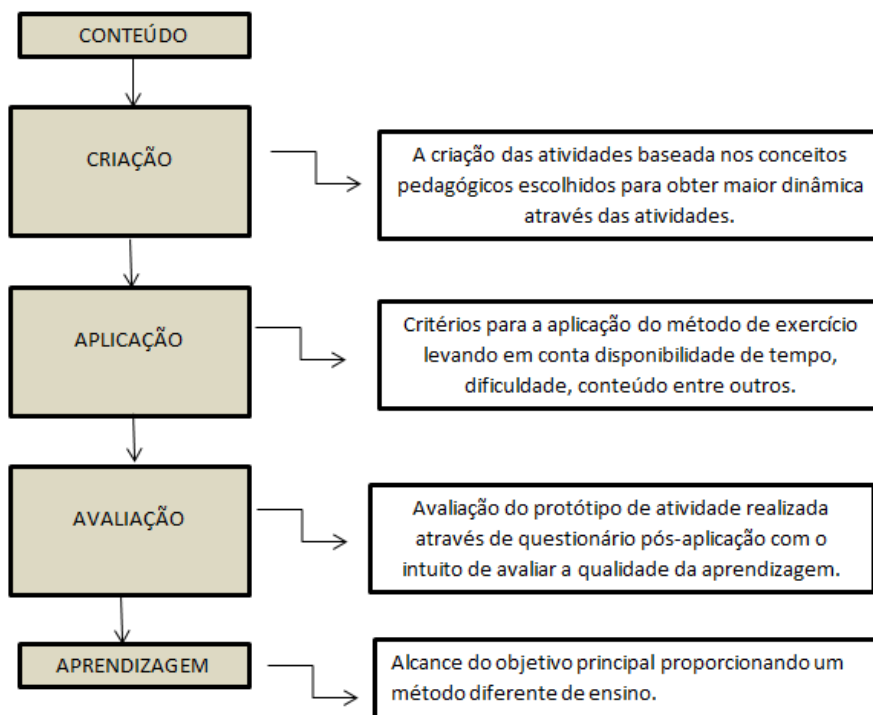 CONTEÚDO
CRIAÇÃO
A criação das atividades baseada nos conceitos
pedagógicos escolhidos para obter maior dinâmica
através das atividades.
APLICAÇÃO
Critérios para a aplicação do método de exercício
levando em conta disponibilidade de tempo,
dificuldade, conteúdo entre outros.
AVALIAÇÃO
Avaliação do protótipo de atividade realizada
através de questionário pós-aplicação com o
intuito de avaliar a qualidade da aprendizagem.
APRENDIZAGEM
Alcance do objetivo principal proporcionando um
método diferente de ensino.